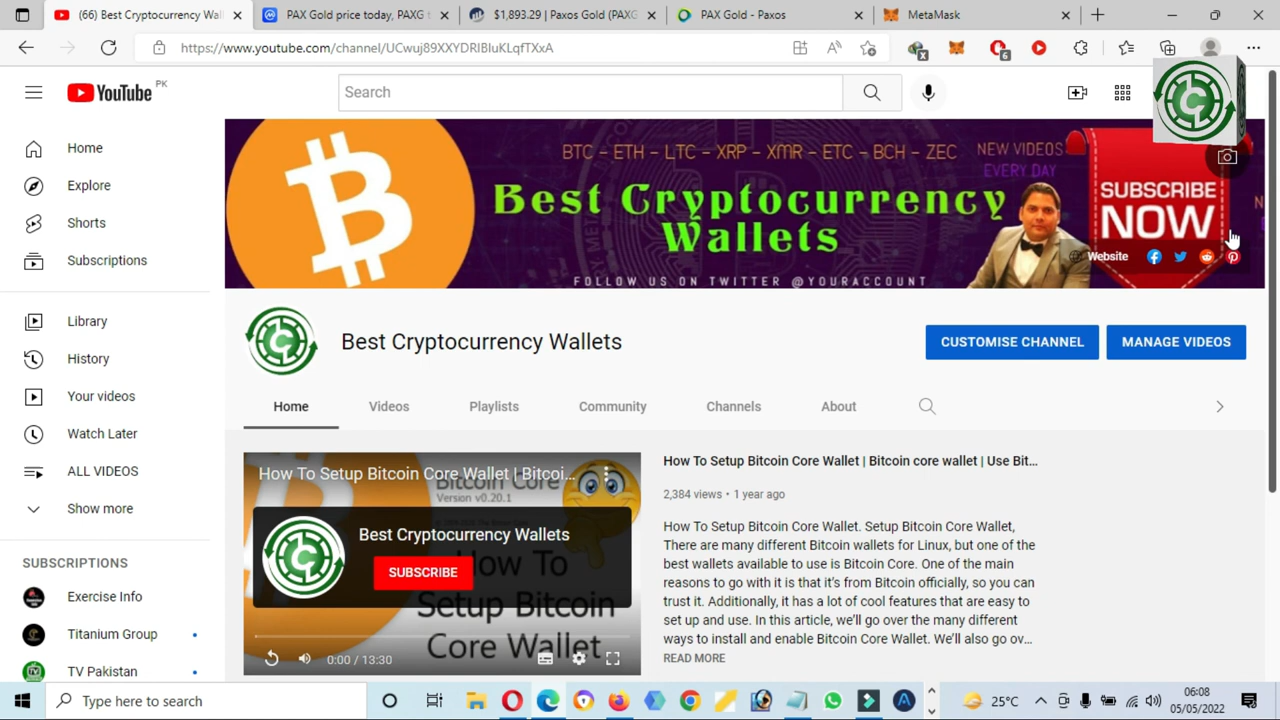 (66) Best Cryptocurrency Wal
PAX Gold price today, PAXG t
$1,893.29 | Paxos Gold (PAXG
PAX Gold - Paxos
MetaMask
https://www.youtube.com/channel/UCwuj89XXYDRIBIuKLqfTXxA
x
6
YouTube PK
Search
Home
Explore
Shorts
Subscriptions
Library
History
Your videos
Watch Later
ALL VIDEOS
Show more
SUBSCRIPTIONS
Exercise Info
Titanium Group
TV Pakistan
BTC – ETH – LTC – XRP – XMR – ETC – BCH – ZEC
NEW VIDEOS
EVERY DAY
Best Cryptocurrency
Wallets
FOLLOW US ON TWITTER @YOURACCOUNT
SUBSCRIBE
NOW
Website
Best Cryptocurrency Wallets
CUSTOMISE CHANNEL
MANAGE VIDEOS
Home
Videos
Playlists
Community
Channels
About
How To Setup Bitcoin Core Wallet | Bitcoi...
Bitcoin Core
Version v0.20.1
Best Cryptocurrency Wallets
SUBSCRIBE
How To
Setup Bitcoin
Core Wallet
0:00 / 13:30
How To Setup Bitcoin Core Wallet | Bitcoin core wallet | Use Bit...
2,384 views • 1 year ago
How To Setup Bitcoin Core Wallet. Setup Bitcoin Core Wallet,
There are many different Bitcoin wallets for Linux, but one of the
best wallets available to use is Bitcoin Core. One of the main
reasons to go with it is that it's from Bitcoin officially, so you can
trust it. Additionally, it has a lot of cool features that are easy to
set up and use. In this article, we'll go over the many different
ways to install and enable Bitcoin Core Wallet. We'll also go ov...
READ MORE
Type here to search
25°C
06:08
05/05/2022